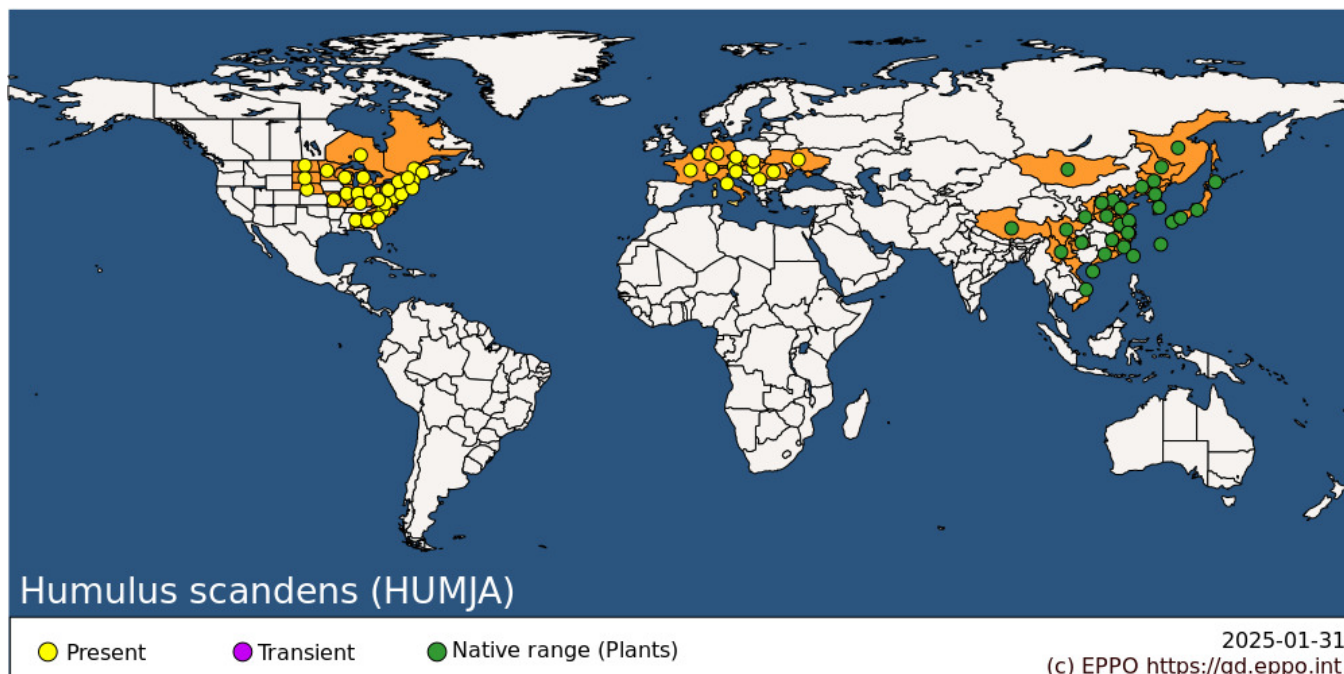 Humulus scandens (HUMJA)
Present
Transient
Native range (Plants)
2025-01-31
(c) EPPO https://gd.eppo.int